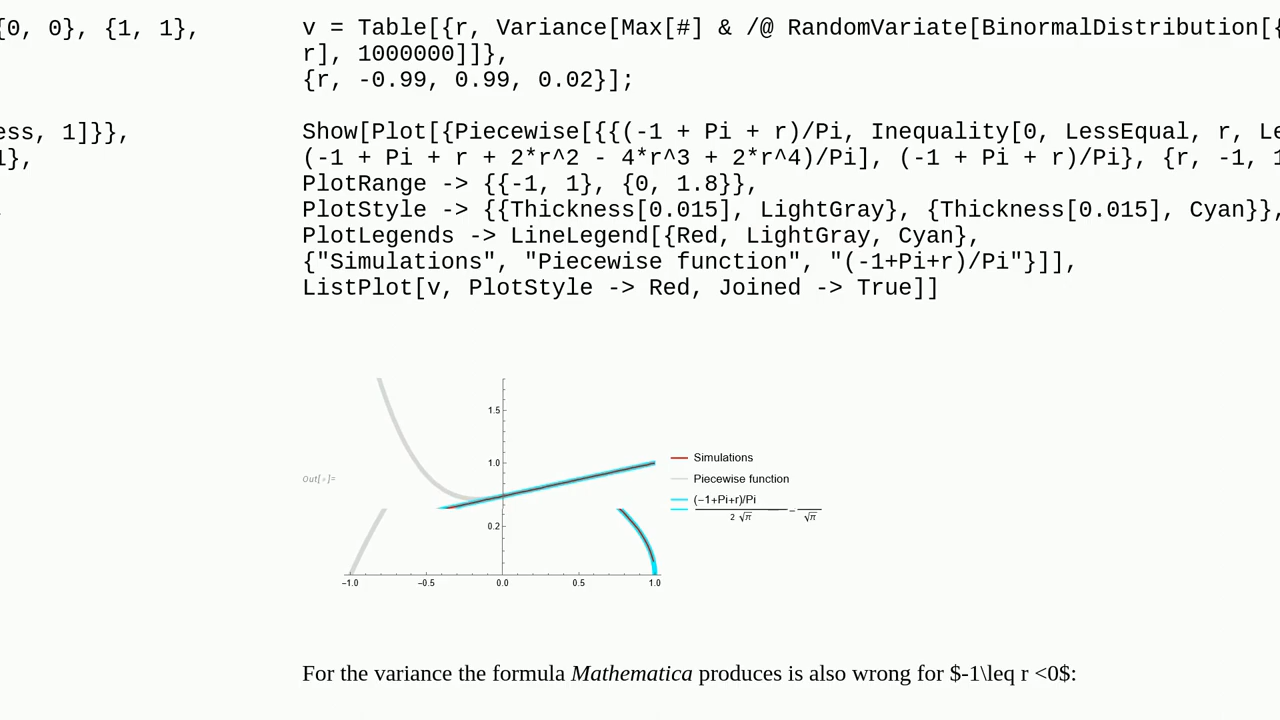 {0, 0}, {1, 1},
ess, 1]}},
1},
v = Table[{r, Variance[Max[#] & /@ RandomVariate[BinormalDistribution[{
r], 1000000]]},
{r, -0.99, 0.99, 0.02}];
Show[Plot[{Piecewise[{{(-1 + Pi + r)/Pi, Inequality[0, LessEqual, r, Le
(-1 + Pi + r + 2*r^2 - 4*r^3 + 2*r^4)/Pi], (-1 + Pi + r)/Pi}, {r, -1, 1
PlotRange -> {{-1, 1}, {0, 1.8}},
PlotStyle -> {{Thickness[0.015], LightGray}, {Thickness[0.015], Cyan}},
PlotLegends -> LineLegend[{Red, LightGray, Cyan},
{"Simulations", "Piecewise function", "(-1+Pi+r)/Pi"}]],
ListPlot[v, PlotStyle -> Red, Joined -> True]]
Out[ ]=
1.5
1.0
0.2
-1.0 -0.5 0.0 0.5 1.0
Simulations
Piecewise function
(-1+Pi+r)/Pi
2 √π - √π
For the variance the formula Mathematica produces is also wrong for $-1\leq r <0$: